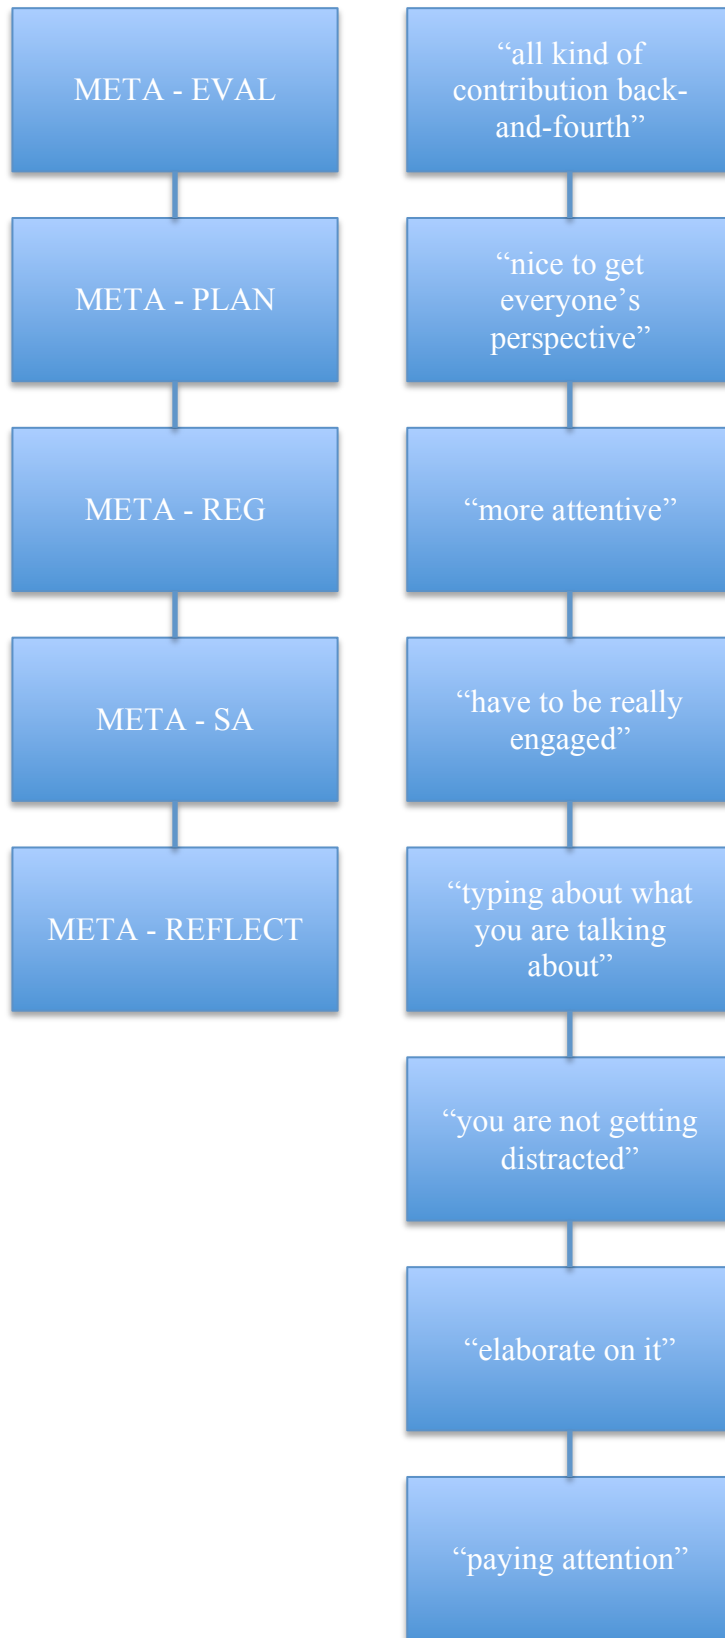 META - EVAL
META - PLAN
META - REG
META - SA
META - REFLECT
“all kind of
contribution back-
and-fourth”
“nice to get
everyone’s
perspective”
“more attentive”
“have to be really
engaged”
“typing about what
you are talking
about”
“you are not getting
distracted”
“elaborate on it”
“paying attention”